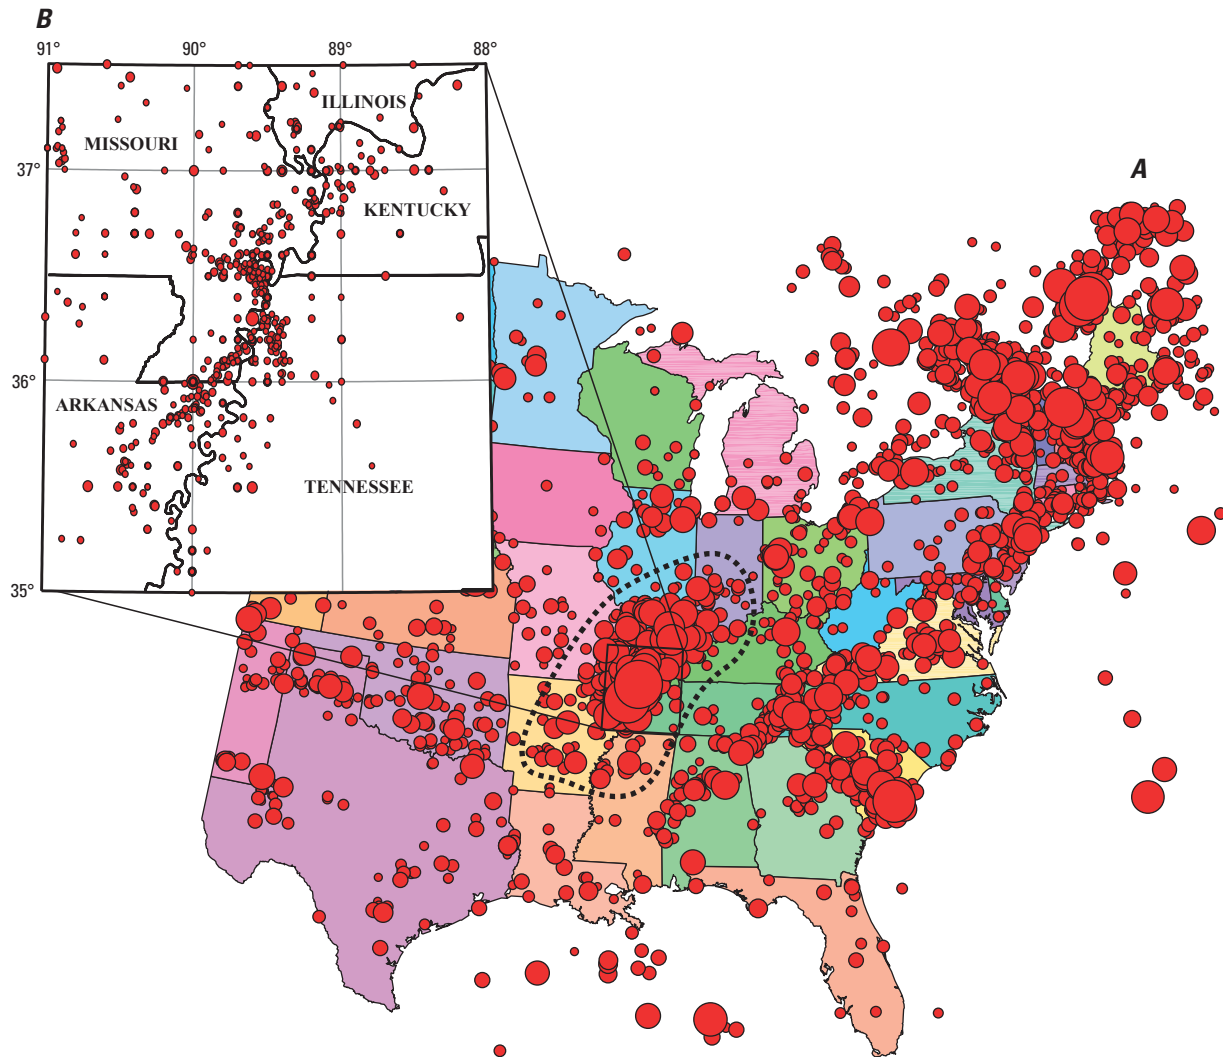 B
91° 90° 89° 88°
ILLINOIS
MISSOURI
37°
A
KENTUCKY
36°
ARKANSAS
TENNESSEE
35°